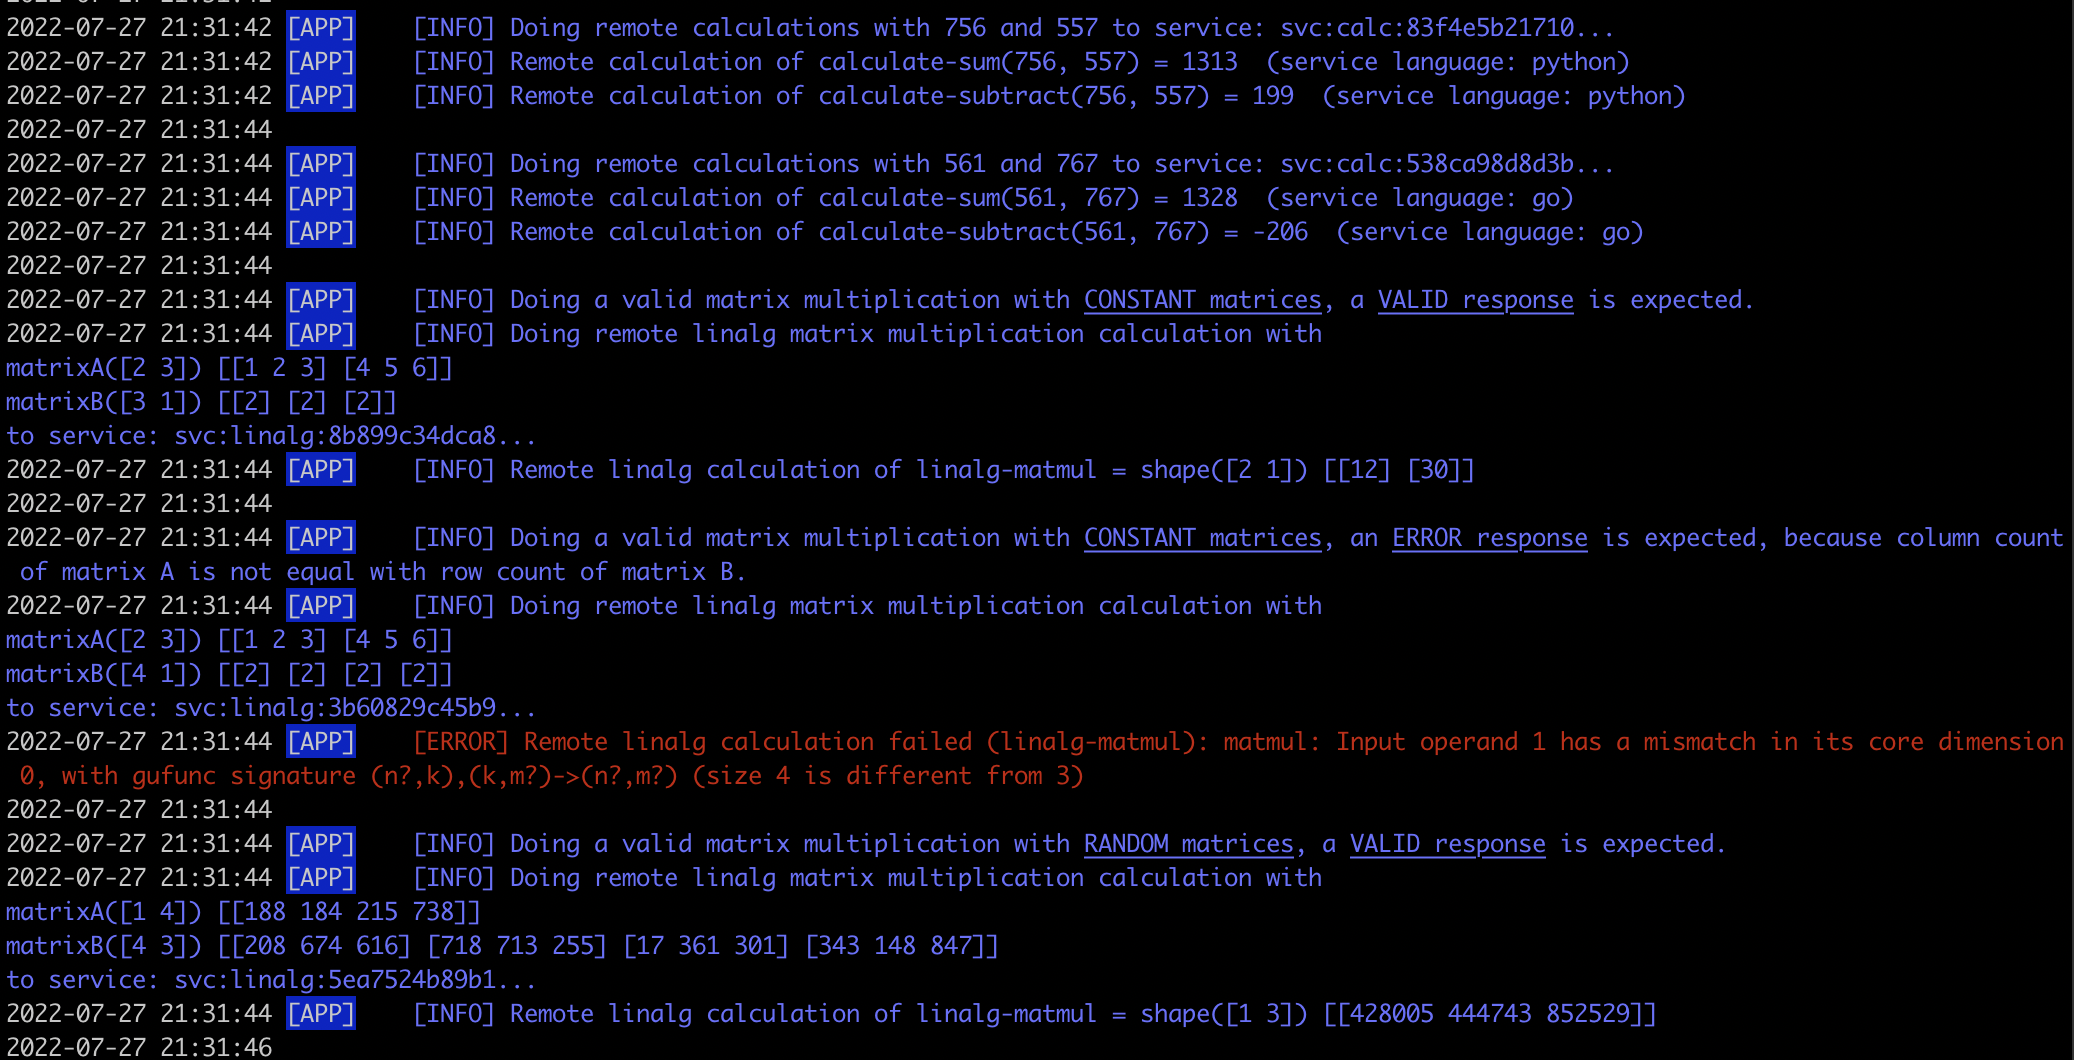 2022-07-27 21:31:42 [APP] [INFO] Doing remote calculations with 756 and 557 to service: svc:calc:83f4e5b21710...
2022-07-27 21:31:42 [APP] [INFO] Remote calculation of calculate-sum(756, 557) = 1313 (service language: python)
2022-07-27 21:31:42 [APP] [INFO] Remote calculation of calculate-subtract(756, 557) = 199 (service language: python)
2022-07-27 21:31:44
2022-07-27 21:31:44 [APP] [INFO] Doing remote calculations with 561 and 767 to service: svc:calc:538ca98d8d3b...
2022-07-27 21:31:44 [APP] [INFO] Remote calculation of calculate-sum(561, 767) = 1328 (service language: go)
2022-07-27 21:31:44 [APP] [INFO] Remote calculation of calculate-subtract(561, 767) = -206 (service language: go)
2022-07-27 21:31:44
2022-07-27 21:31:44 [APP] [INFO] Doing a valid matrix multiplication with CONSTANT matrices, a VALID response is expected.
2022-07-27 21:31:44 [APP] [INFO] Doing remote linalg matrix multiplication calculation with
matrixA([2 3]) [[1 2 3] [4 5 6]]
matrixB([3 1]) [[2] [2] [2]]
to service: svc:linalg:8b899c34dca8...
2022-07-27 21:31:44 [APP] [INFO] Remote linalg calculation of linalg-matmul = shape([2 1]) [[12] [30]]
2022-07-27 21:31:44
2022-07-27 21:31:44 [APP] [INFO] Doing a valid matrix multiplication with CONSTANT matrices, an ERROR response is expected, because column count
of matrix A is not equal with row count of matrix B.
2022-07-27 21:31:44 [APP] [INFO] Doing remote linalg matrix multiplication calculation with
matrixA([2 3]) [[1 2 3] [4 5 6]]
matrixB([4 1]) [[2] [2] [2] [2]]
to service: svc:linalg:3b60829c45b9...
2022-07-27 21:31:44 [APP] [ERROR] Remote linalg calculation failed (linalg-matmul): matmul: Input operand 1 has a mismatch in its core dimension
0, with gufunc signature (n?,k),(k,m?)->(n?,m?) (size 4 is different from 3)
2022-07-27 21:31:44
2022-07-27 21:31:44 [APP] [INFO] Doing a valid matrix multiplication with RANDOM matrices, a VALID response is expected.
2022-07-27 21:31:44 [APP] [INFO] Doing remote linalg matrix multiplication calculation with
matrixA([1 4]) [[188 184 215 738]]
matrixB([4 3]) [[208 674 616] [718 713 255] [17 361 301] [343 148 847]]
to service: svc:linalg:5ea7524b89b1...
2022-07-27 21:31:44 [APP] [INFO] Remote linalg calculation of linalg-matmul = shape([1 3]) [[428005 444743 852529]]
2022-07-27 21:31:46